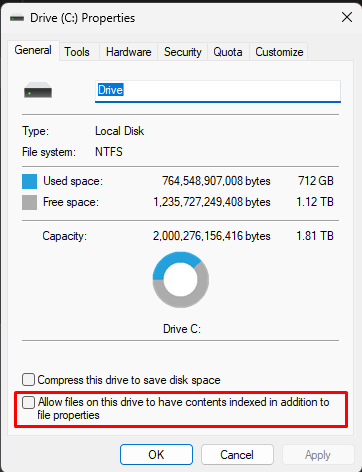 Drive (C:) Properties
General Tools Hardware Security Quota Customize
Drive
Type: Local Disk
File system: NTFS
Used space: 764,548,907,008 bytes 712 GB
Free space: 1,235,727,249,408 bytes 1.12 TB
Capacity: 2,000,276,156,416 bytes 1.81 TB
Drive C:
Compress this drive to save disk space
Allow files on this drive to have contents indexed in addition to
file properties
OK Cancel Apply